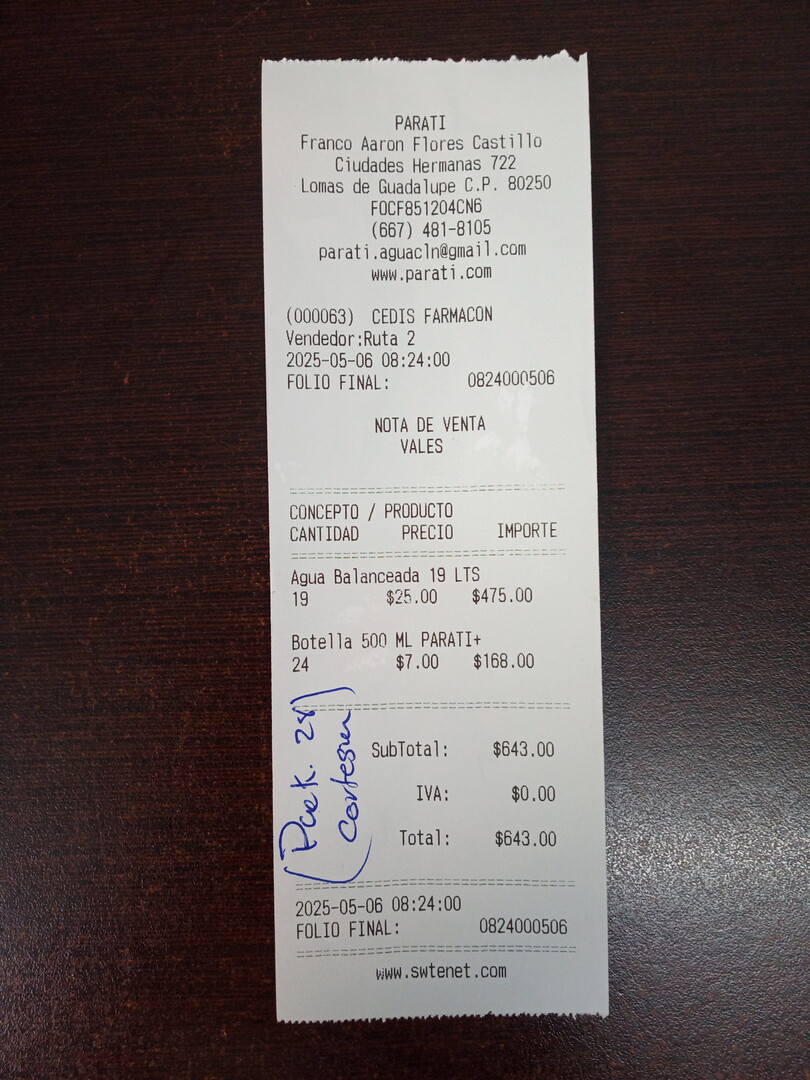 PARATI
Franco Aaron Flores Castillo
Ciudades Hermanas 722
Lomas de Guadalupe C.P. 80250
FOCF851204CN6
(667) 481-8105
parati.aguacln@gmail.com
www.parati.com
(000063) CEDIS FARMACON
Vendedor:Ruta 2
2025-05-06 08:24:00
FOLIO FINAL: 0824000506
NOTA DE VENTA
VALES
CONCEPTO / PRODUCTO
CANTIDAD PRECIO IMPORTE
Agua Balanceada 19 LTS
19 $25.00 $475.00
Botella 500 ML PARATI+
24 $7.00 $168.00
SubTotal: $643.00
IVA: $0.00
Total: $643.00
(Pack. 24
Cortesia)
2025-05-06 08:24:00
FOLIO FINAL: 0824000506
www.swtenet.com